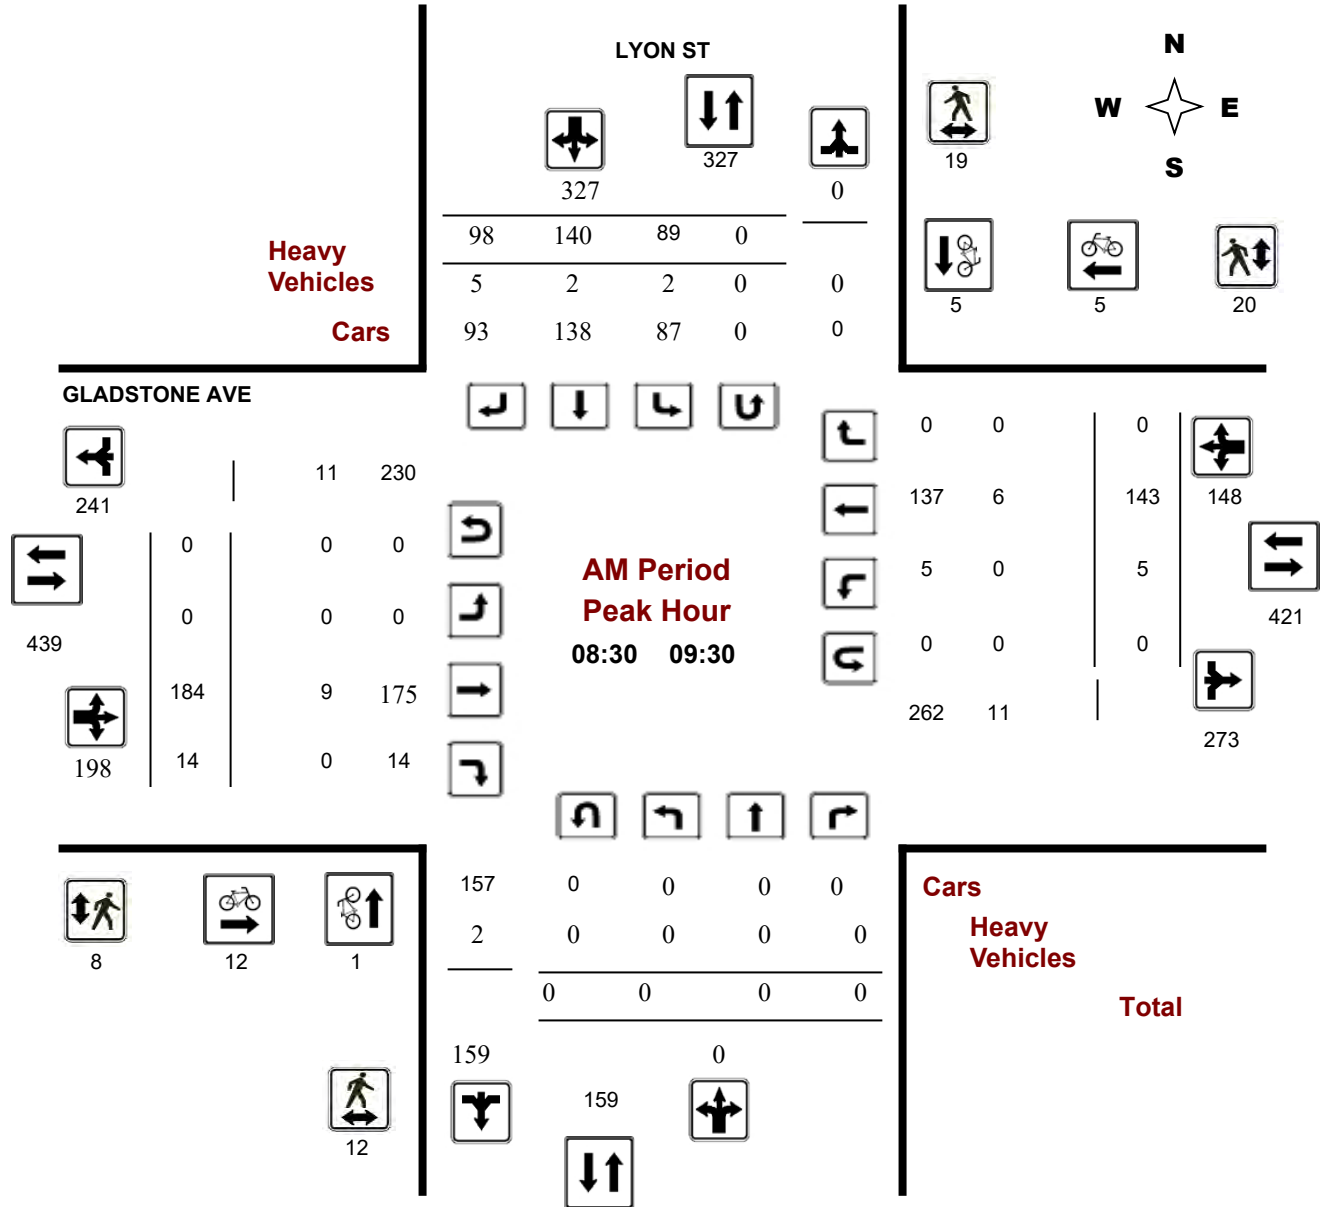 LYON ST
N
W E
S
327
19
327 0
98 140 89 0
Heavy
Vehicles
5 2 2 0 0
5 5 20
Cars
93 138 87 0 0
GLADSTONE AVE
0 0 0
11 230
241
137 6 143 148
0 0 0
AM Period
5 0 5
Peak Hour
0 0 0
421
439
08:30 09:30
0 0 0
184 9 175
262 11
273
198 14 0 14
157 0 0 0 0
Cars
2 0 0 0 0
Heavy
Vehicles
8 12 1
0 0 0 0
Total
159 0
159
12